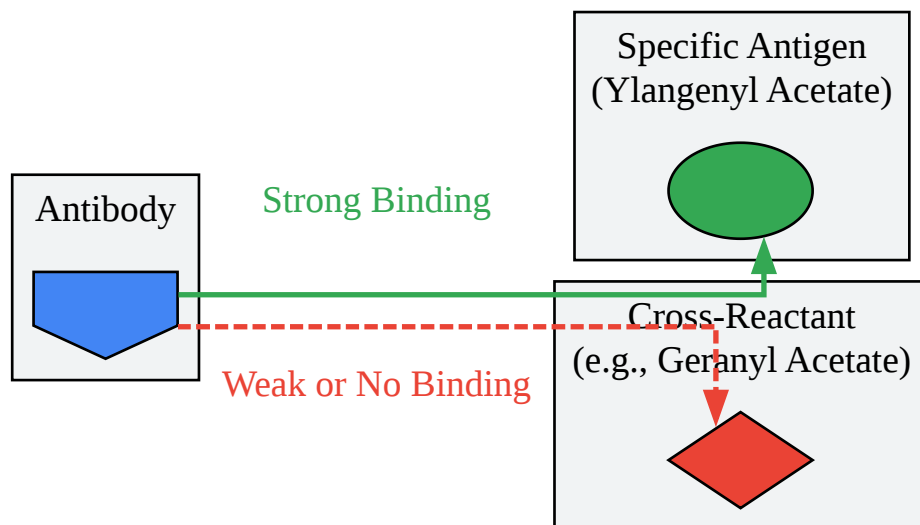 Specific Antigen
(Ylangenyl Acetate)
Antibody
Strong Binding
Cross-Reactant
(e.g., Geranyl Acetate)
Weak or No Binding